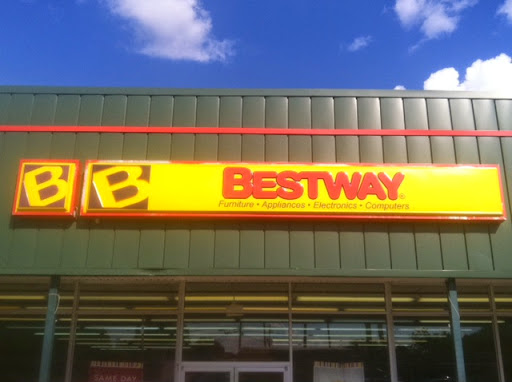 B B BESTWAY
Furniture • Appliances • Electronics • Computers
SAME DAY